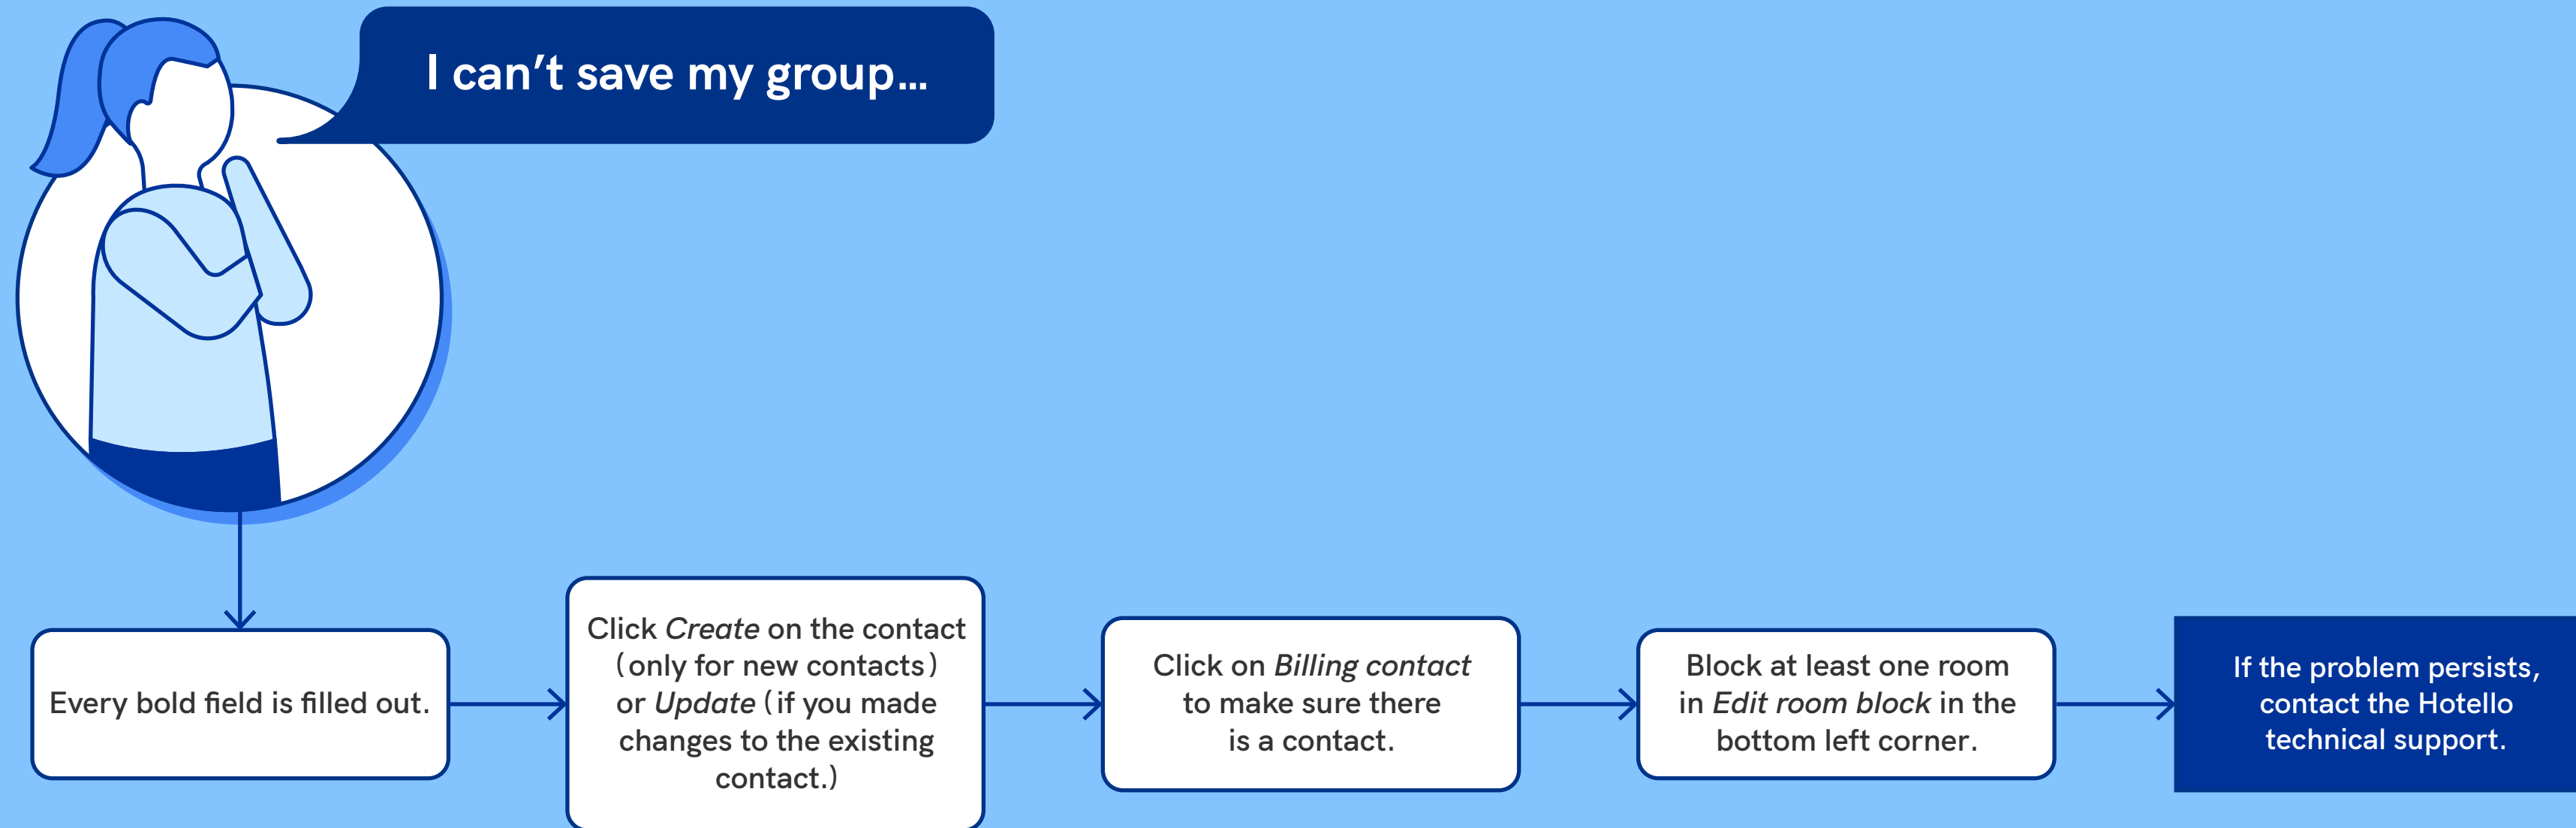 I can’t save my group...
Every bold field is filled out.
Click Create on the contact
(only for new contacts)
or Update (if you made
changes to the existing
contact.)
Click on Billing contact
to make sure there
is a contact.
Block at least one room
in Edit room block in the
bottom left corner.
If the problem persists,
contact the Hotello
technical support.